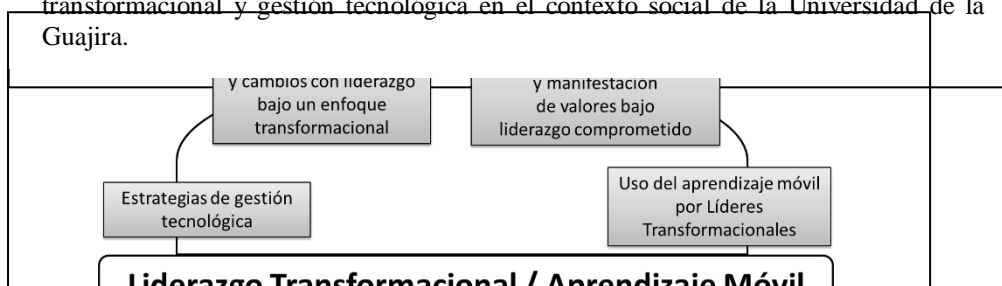 transformacional y gestión tecnológica en el contexto social de la Universidad de la
Guajira.
y cambios con liderazgo
bajo un enfoque
transformacional
y manifestación
de valores bajo
liderazgo comprometido
Estrategias de gestión
tecnológica
Uso del aprendizaje móvil
por Líderes
Transformacionales
Liderazgo Transformacional / Aprendizaje Móvil